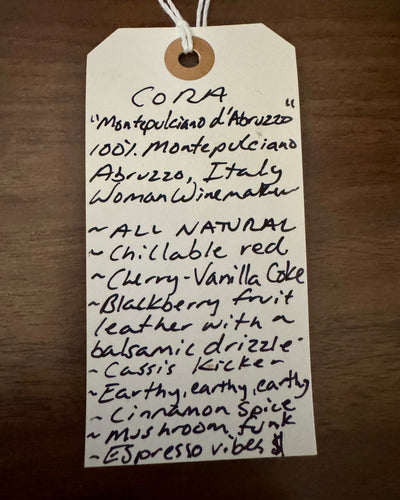 CORA
"Montepulciano d'Abruzzo"
100% Montepulciano
Abruzzo, Italy
Woman Winemaker
~ ALL NATURAL
~ Chillable red
~ Cherry-Vanilla Coke
~ Blackberry fruit
leather with a
balsamic drizzle-
~ Cassis Kicker
~ Earthy, earthy, earthy
~ Cinnamon Spice
~ Mushroom funk
~ Espresso vibes